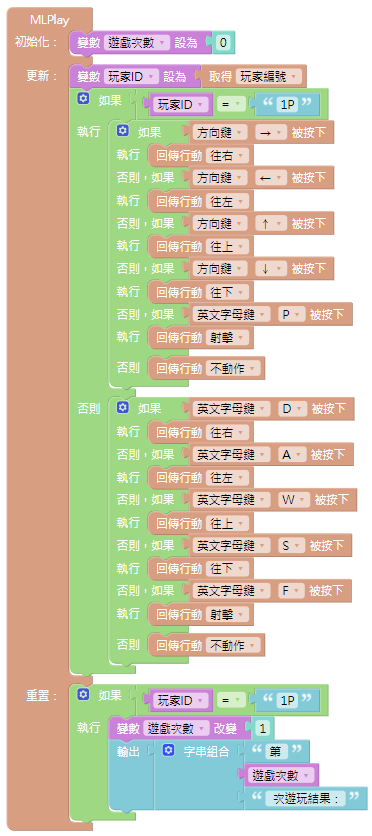 MLPlay
初始化： 變數 遊戲次數 設為 0
更新： 變數 玩家ID 設為 取得 玩家編號
如果 玩家ID = “ 1P ”
執行 如果 方向鍵 → 被按下
執行 回傳行動 往右
否則，如果 方向鍵 ← 被按下
執行 回傳行動 往左
否則，如果 方向鍵 ↑ 被按下
執行 回傳行動 往上
否則，如果 方向鍵 ↓ 被按下
執行 回傳行動 往下
否則，如果 英文字母鍵 P 被按下
執行 回傳行動 射擊
否則 回傳行動 不動作
否則 如果 英文字母鍵 D 被按下
執行 回傳行動 往右
否則，如果 英文字母鍵 A 被按下
執行 回傳行動 往左
否則，如果 英文字母鍵 W 被按下
執行 回傳行動 往上
否則，如果 英文字母鍵 S 被按下
執行 回傳行動 往下
否則，如果 英文字母鍵 F 被按下
執行 回傳行動 射擊
否則 回傳行動 不動作
重置： 如果 玩家ID = “ 1P ”
執行 變數 遊戲次數 改變 1
輸出 字串組合 “ 第 ”
遊戲次數
“ 次遊玩結果： ”